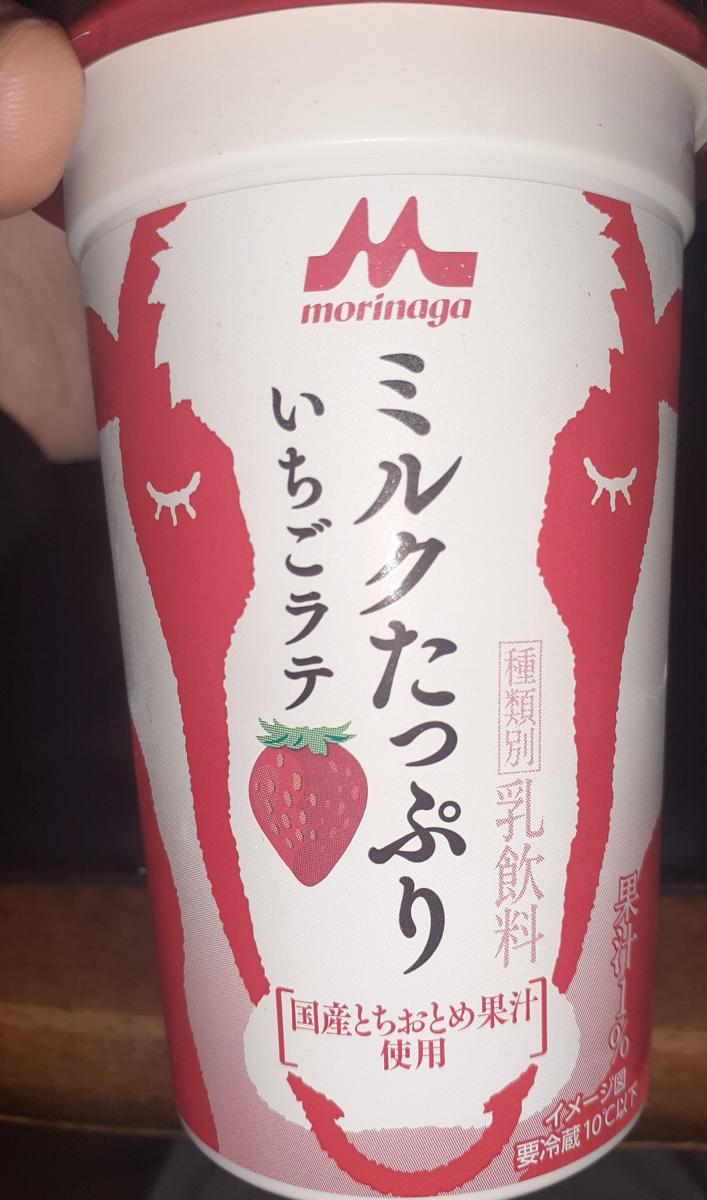 morinaga
ミルクたっぷり
いちごラテ
種類別 乳飲料
果汁1%
[国産とちおとめ果汁
使用]
イメージ図
要冷蔵10℃以下